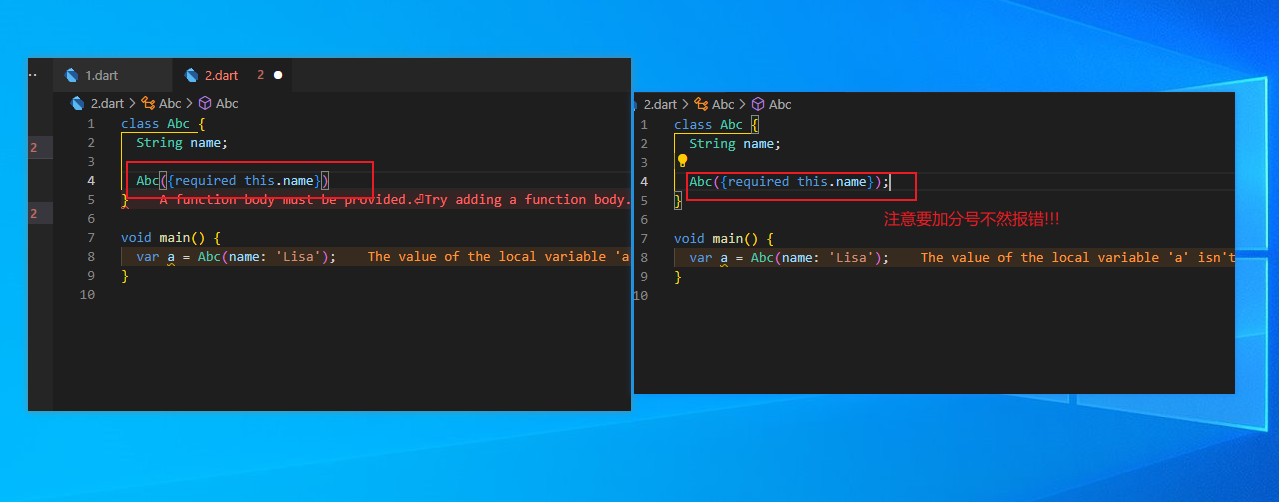 1.dart
2.dart 2
2.dart > Abc > Abc
2
2
1 class Abc {
2 String name;
3
4 Abc({required this.name})
5 } A function body must be provided.⏎Try adding a function body.
6
7 void main() {
8 var a = Abc(name: 'Lisa'); The value of the local variable 'a
9 }
10
2.dart > Abc > Abc
1 class Abc {
2 String name;
3
4 Abc({required this.name});
5 }
注意要加分号不然报错!!!
6
7 void main() {
8 var a = Abc(name: 'Lisa'); The value of the local variable 'a' isn't
9 }
10